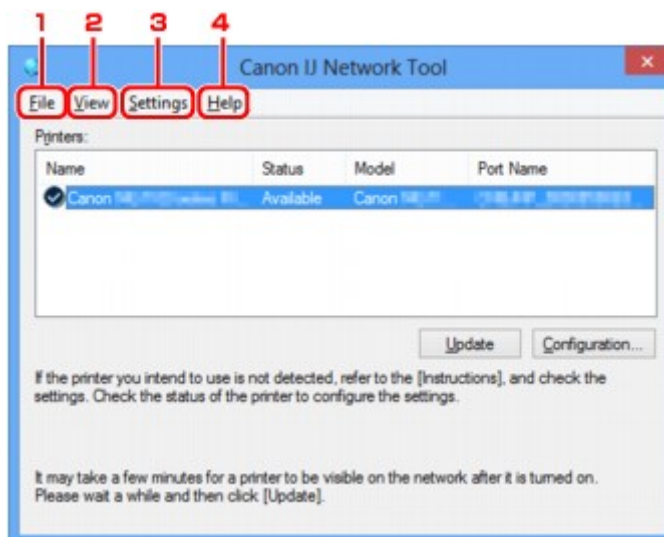 1 2 3 4
Canon IJ Network Tool
File View Settings Help
Printers:
Name Status Model Port Name
Canon Available Canon
Update Configuration...
If the printer you intend to use is not detected, refer to the [Instructions], and check the
settings. Check the status of the printer to configure the settings.
It may take a few minutes for a printer to be visible on the network after it is turned on.
Please wait a while and then click [Update].